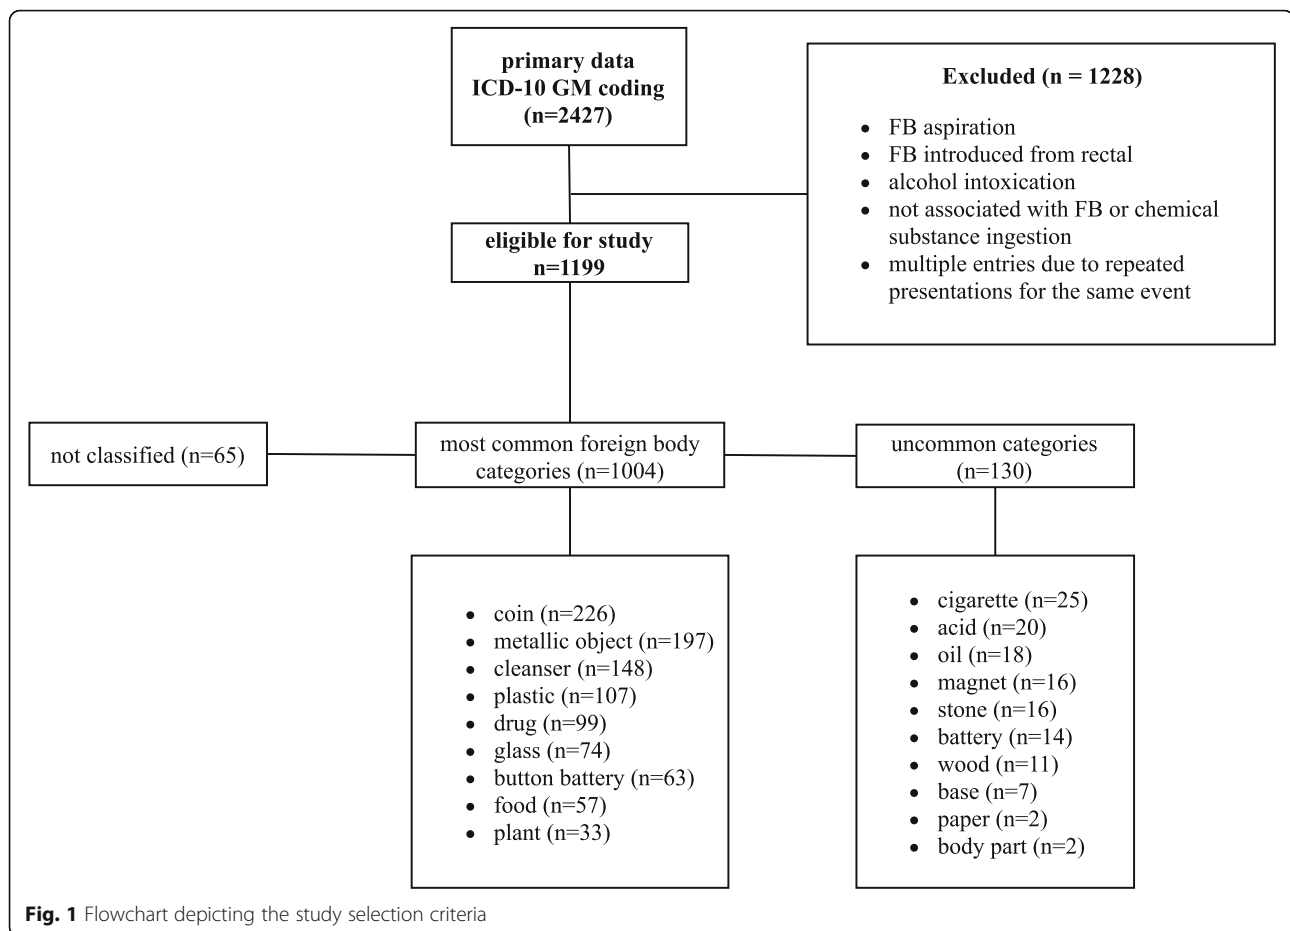 primary data
ICD-10 GM coding
(n=2427)
Excluded (n = 1228)
• FB aspiration
• FB introduced from rectal
• alcohol intoxication
• not associated with FB or chemical
substance ingestion
• multiple entries due to repeated
presentations for the same event
eligible for study
n=1199
not classified (n=65)
most common foreign body
categories (n=1004)
uncommon categories
(n=130)
• coin (n=226)
• metallic object (n=197)
• cleanser (n=148)
• plastic (n=107)
• drug (n=99)
• glass (n=74)
• button battery (n=63)
• food (n=57)
• plant (n=33)
• cigarette (n=25)
• acid (n=20)
• oil (n=18)
• magnet (n=16)
• stone (n=16)
• battery (n=14)
• wood (n=11)
• base (n=7)
• paper (n=2)
• body part (n=2)
Fig. 1 Flowchart depicting the study selection criteria